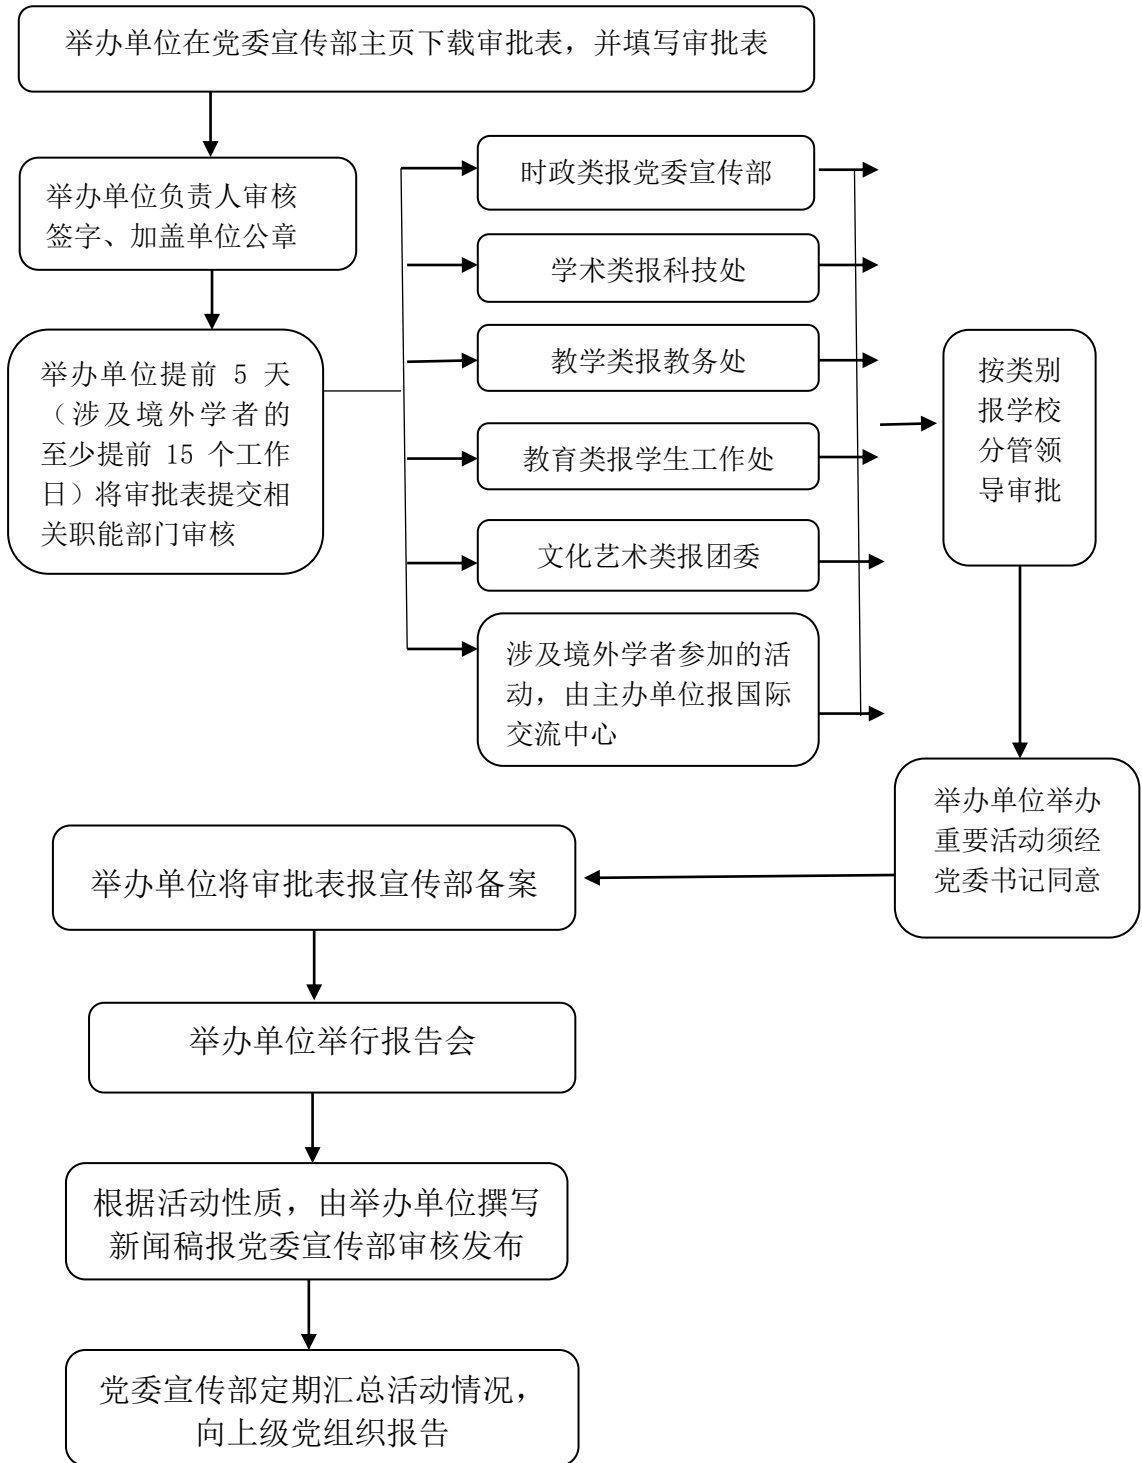 举办单位在党委宣传部主页下载审批表，并填写审批表
举办单位负责人审核
签字、加盖单位公章
举办单位提前 5 天
（涉及境外学者的
至少提前 15 个工作
日）将审批表提交相
关职能部门审核
时政类报党委宣传部
学术类报科技处
教学类报教务处
教育类报学生工作处
文化艺术类报团委
涉及境外学者参加的活
动，由主办单位报国际
交流中心
按类别
报学校
分管领
导审批
举办单位举办
重要活动须经
党委书记同意
举办单位将审批表报宣传部备案
举办单位举行报告会
根据活动性质，由举办单位撰写
新闻稿报党委宣传部审核发布
党委宣传部定期汇总活动情况，
向上级党组织报告